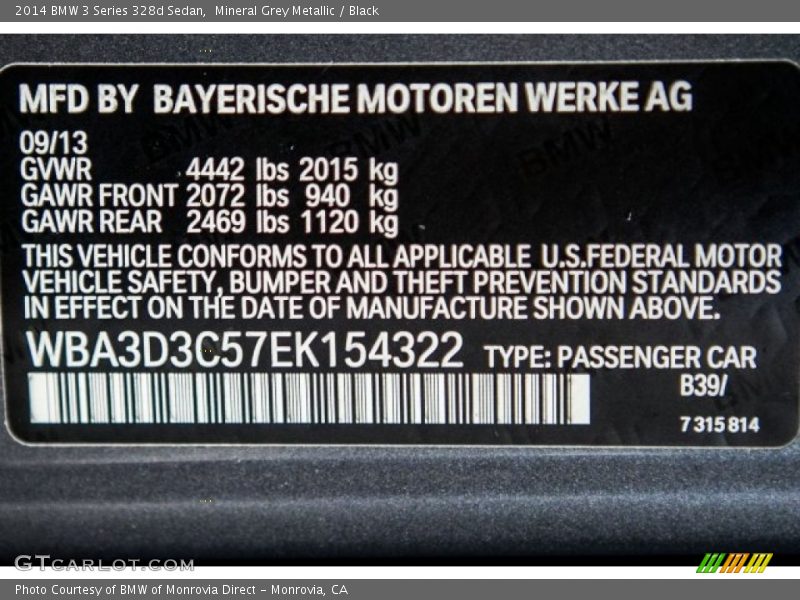 2014 BMW 3 Series 328d Sedan,  Mineral Grey Metallic / Black
MFD BY BAYERISCHE MOTOREN WERKE AG
09/13
GVWR 4442 lbs 2015 kg
GAWR FRONT 2072 lbs 940 kg
GAWR REAR 2469 lbs 1120 kg
THIS VEHICLE CONFORMS TO ALL APPLICABLE U.S.FEDERAL MOTOR
VEHICLE SAFETY, BUMPER AND THEFT PREVENTION STANDARDS
IN EFFECT ON THE DATE OF MANUFACTURE SHOWN ABOVE.
WBA3D3C57EK154322 TYPE: PASSENGER CAR
B39/
7 315 814
GTCARLOT.COM
Photo Courtesy of BMW of Monrovia Direct - Monrovia, CA